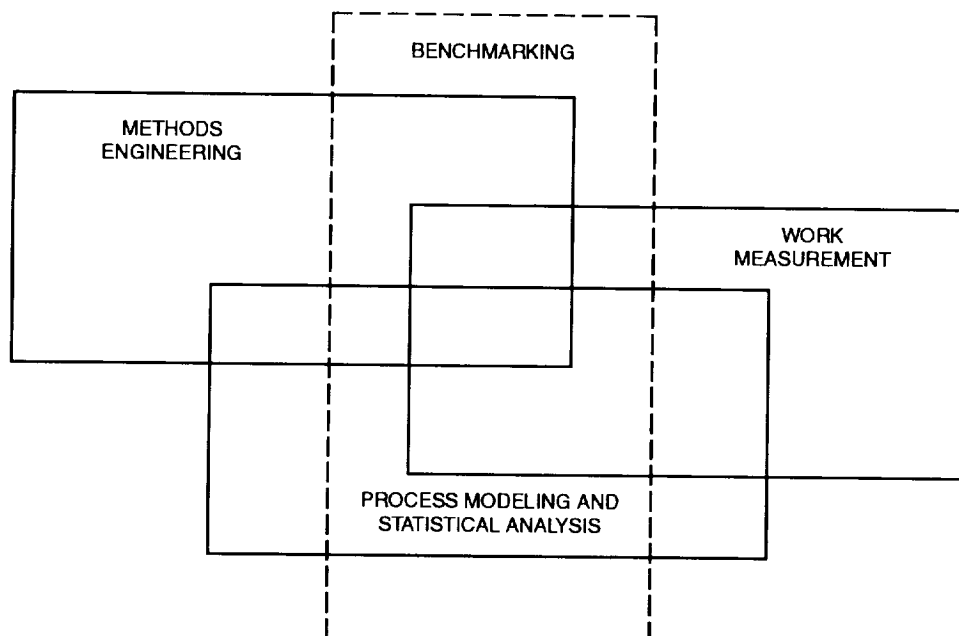 BENCHMARKING
METHODS
ENGINEERING
WORK
MEASUREMENT
PROCESS MODELING AND
STATISTICAL ANALYSIS